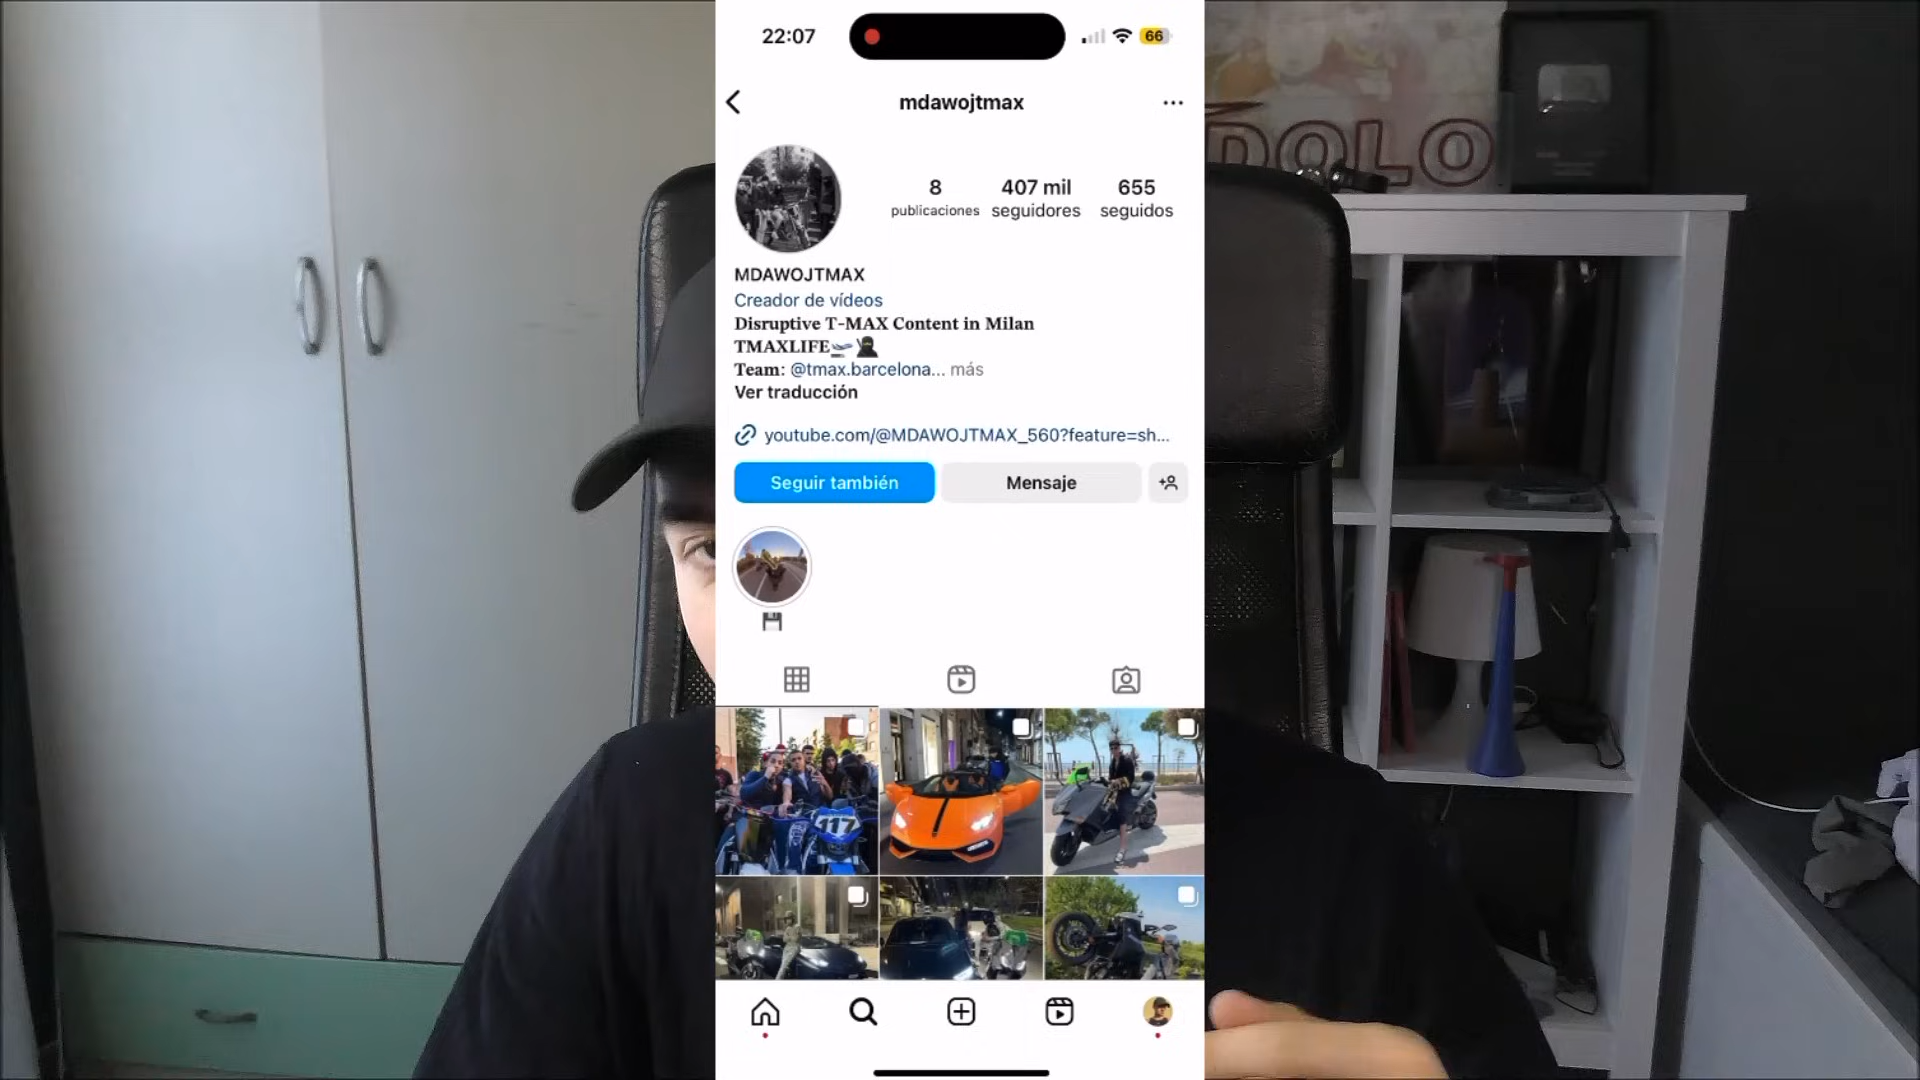 22:07
66
mdawojtmax
8
407 mil
655
publicaciones
seguidores
seguidos
MDAWOJTMAX
Creador de vídeos
Disruptive T-MAX Content in Milan
TMAXLIFE
Team: @tmax.barcelona... más
Ver traducción
youtube.com/@MDAWOJTMAX_560?feature=sh...
Seguir también
Mensaje
117
DOLO